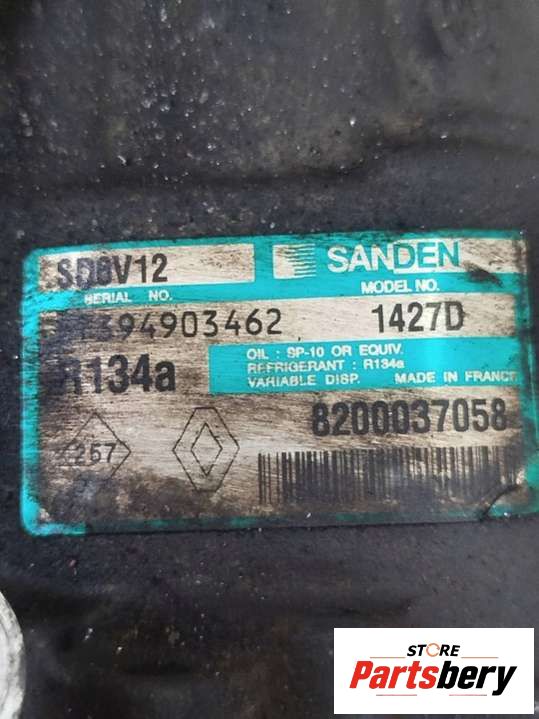 SD6V12 SANDEN
SERIAL NO. MODEL NO.
394903462 1427D
R134a
OIL : SP-10 OR EQUIV.
REFRIGERANT : R134a
VARIABLE DISP. MADE IN FRANCE
8200037058
257
STORE
Partsbery